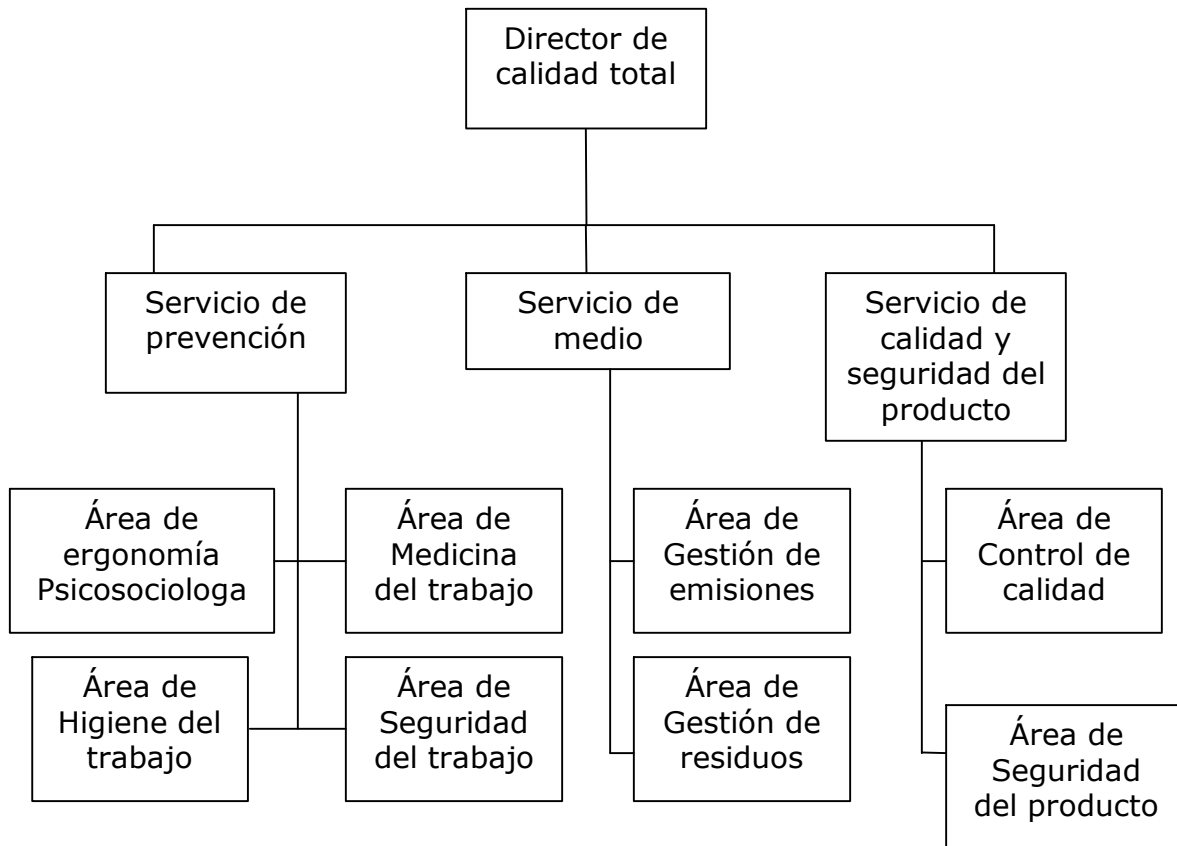 Director de
calidad total
Servicio de
prevención
Servicio de
medio
Servicio de
calidad y
seguridad del
producto
Área de
ergonomía
Psicosociologa
Área de
Medicina
del trabajo
Área de
Gestión de
emisiones
Área de
Control de
calidad
Área de
Higiene del
trabajo
Área de
Seguridad
del trabajo
Área de
Gestión de
residuos
Área de
Seguridad
del producto